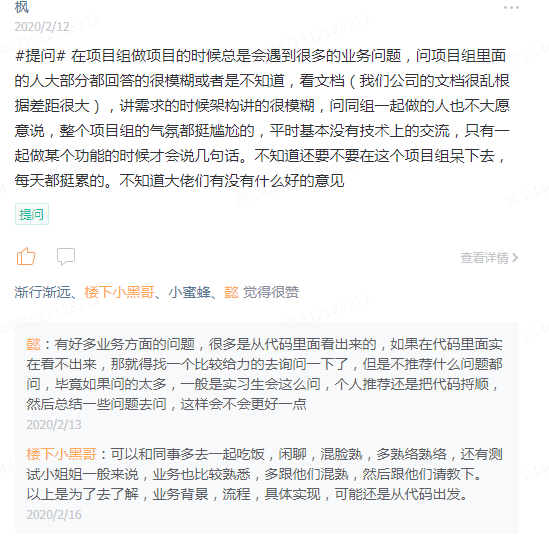 枫
2020/2/12
#提问# 在项目组做项目的时候总是会遇到很多的业务问题，问项目组里面
的人大部分都回答的很模糊或者是不知道，看文档（我们公司的文档很乱根
据差距很大），讲需求的时候架构讲的很模糊，问同组一起做的人也不大愿
意说，整个项目组的气氛都挺尴尬的，平时基本没有技术上的交流，只有一
起做某个功能的时候才会说几句话。不知道还要不要在这个项目组呆下去，
每天都挺累的。不知道大佬们有没有什么好的意见
提问
查看详情
渐行渐远、楼下小黑哥、小蜜蜂、懿 觉得很赞
懿：有好多业务方面的问题，很多是从代码里面看出来的，如果在代码里面实
在看不出来，那就得找一个比较给力的去询问一下了，但是不推荐什么问题都
问，毕竟如果问的太多，一般是实习生会这么问，个人推荐还是把代码捋顺，
然后总结一些问题去问，这样会不会更好一点
2020/2/13
楼下小黑哥：可以和同事多去一起吃饭，闲聊，混脸熟，多熟络熟络，还有测
试小姐姐一般来说，业务也比较熟悉，多跟他们混熟，然后跟他们请教下。
以上是为了去了解，业务背景，流程，具体实现，可能还是从代码出发。
2020/2/16